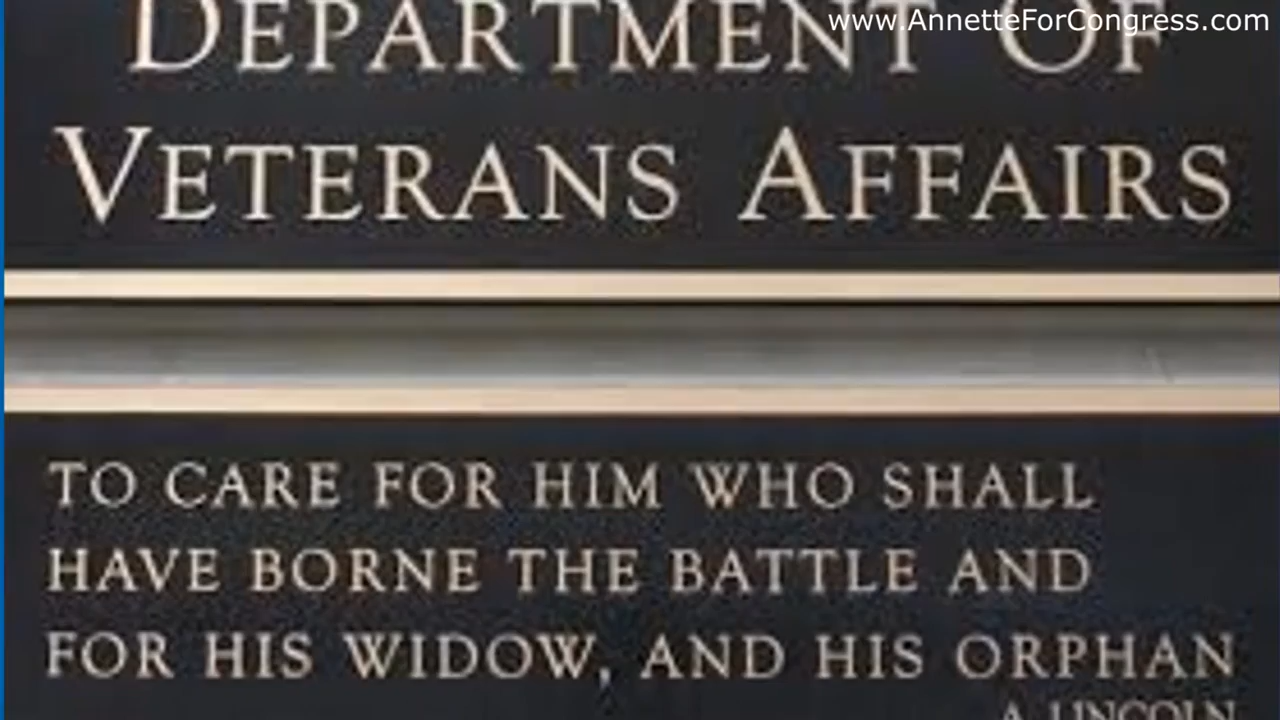 www.AnnetteForCongress.com
DEPARTMENT OF
VETERANS AFFAIRS
TO CARE FOR HIM WHO SHALL
HAVE BORNE THE BATTLE AND
FOR HIS WIDOW, AND HIS ORPHAN
A. LINCOLN